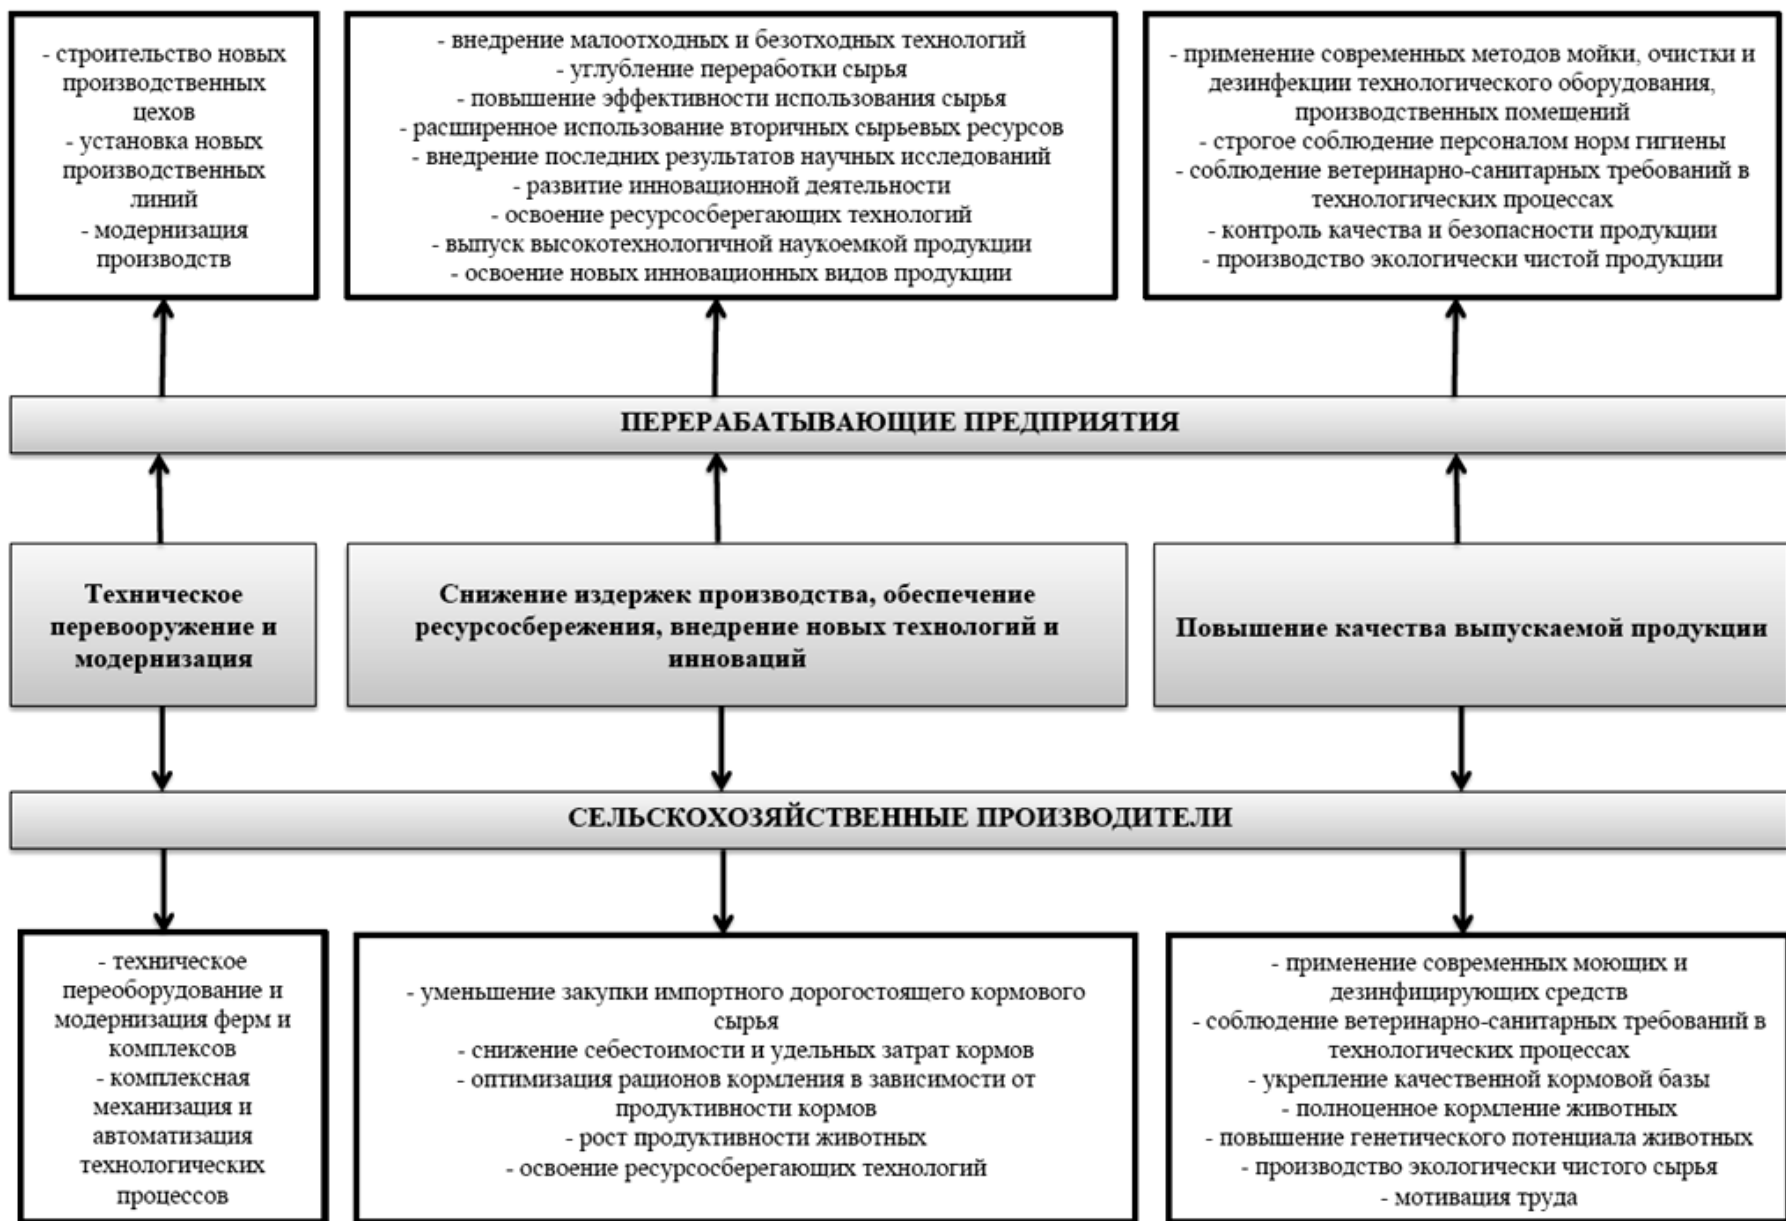 - строительство новых
производственных
цехов
- установка новых
производственных
линий
- модернизация
производств
- внедрение малоотходных и безотходных технологий
- углубление переработки сырья
- повышение эффективности использования сырья
- расширенное использование вторичных сырьевых ресурсов
- внедрение последних результатов научных исследований
- развитие инновационной деятельности
- освоение ресурсосберегающих технологий
- выпуск высокотехнологичной наукоемкой продукции
- освоение новых инновационных видов продукции
- применение современных методов мойки, очистки и
дезинфекции технологического оборудования,
производственных помещений
- строгое соблюдение персоналом норм гигиены
- соблюдение ветеринарно-санитарных требований в
технологических процессах
- контроль качества и безопасности продукции
- производство экологически чистой продукции
ПЕРЕРАБАТЫВАЮЩИЕ ПРЕДПРИЯТИЯ
Техническое
перевооружение и
модернизация
Снижение издержек производства, обеспечение
ресурсосбережения, внедрение новых технологий и
инноваций
Повышение качества выпускаемой продукции
СЕЛЬСКОХОЗЯЙСТВЕННЫЕ ПРОИЗВОДИТЕЛИ
- техническое
переоборудование и
модернизация ферм и
комплексов
- комплексная
механизация и
автоматизация
технологических
процессов
- уменьшение закупки импортного дорогостоящего кормового
сырья
- снижение себестоимости и удельных затрат кормов
- оптимизация рационов кормления в зависимости от
продуктивности кормов
- рост продуктивности животных
- освоение ресурсосберегающих технологий
- применение современных моющих и
дезинфицирующих средств
- соблюдение ветеринарно-санитарных требований в
технологических процессах
- укрепление качественной кормовой базы
- полноценное кормление животных
- повышение генетического потенциала животных
- производство экологически чистого сырья
- мотивация труда